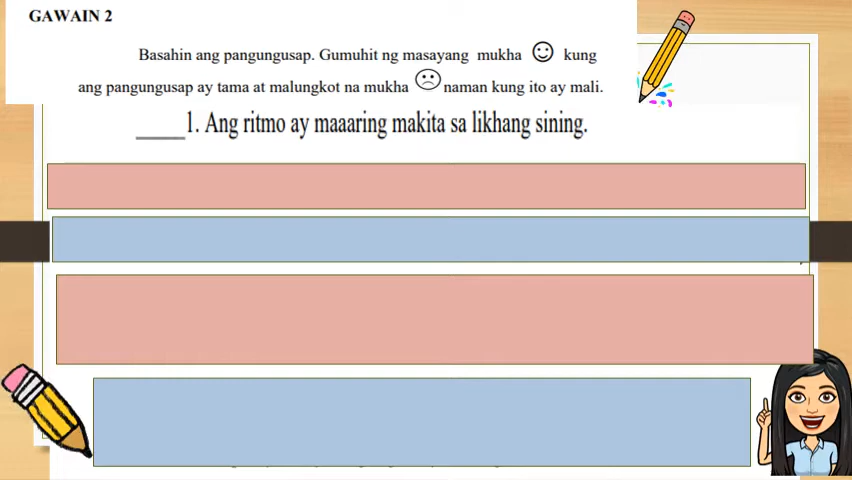 GAWAIN 2
Basahin ang pangungusap. Gumuhit ng masayang mukha kung
ang pangungusap ay tama at malungkot na mukha naman kung ito ay mali.
_____1. Ang ritmo ay maaaring makita sa likhang sining.